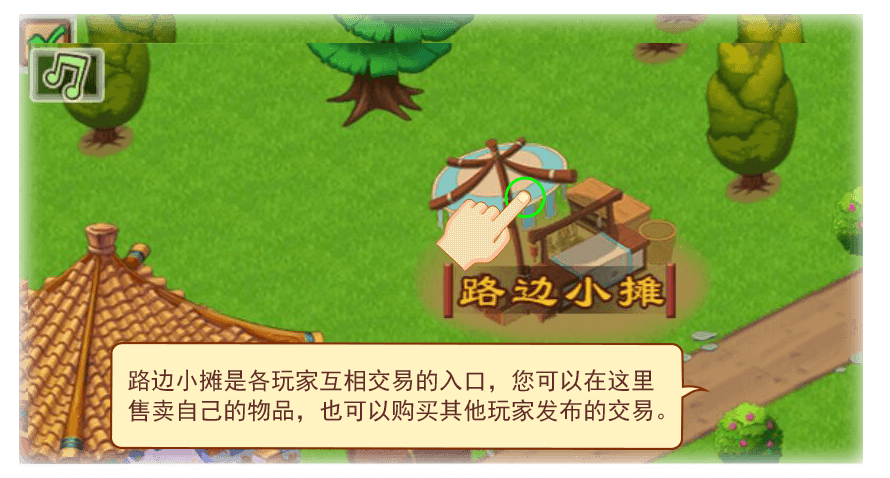 路边小摊
路边小摊是各玩家互相交易的入口，您可以在这里
售卖自己的物品，也可以购买其他玩家发布的交易。